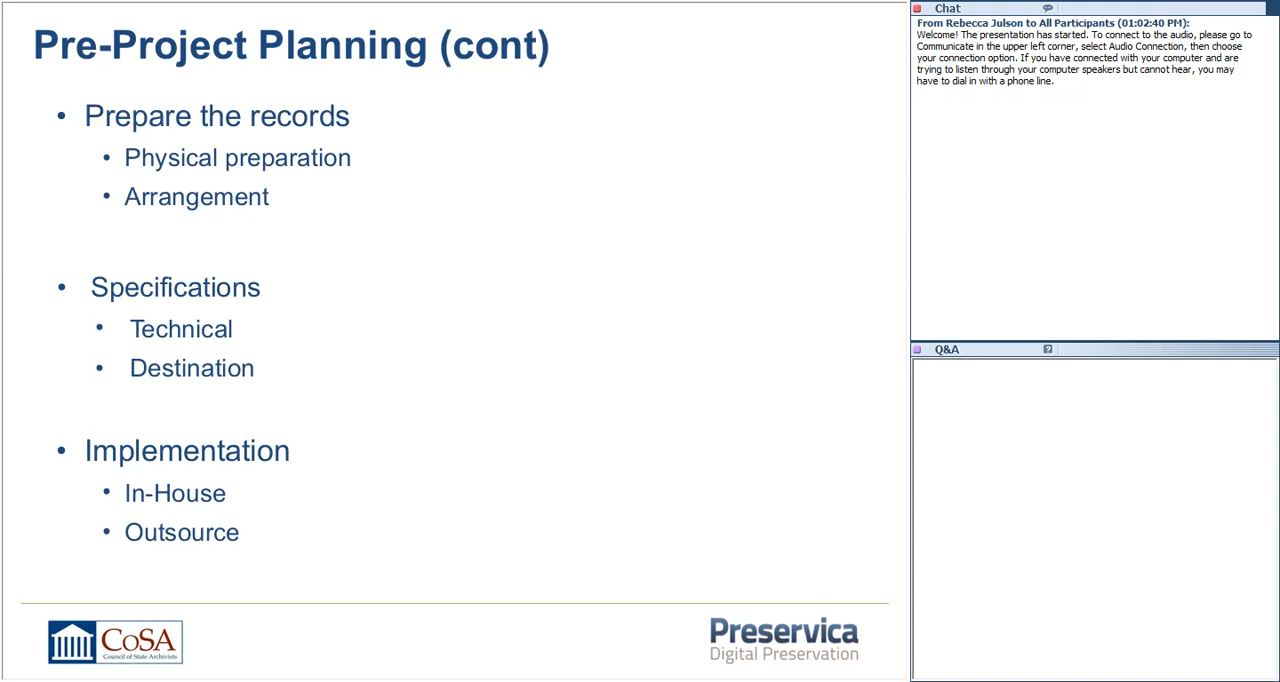 Pre-Project Planning (cont)
• Prepare the records
• Physical preparation
• Arrangement
• Specifications
• Technical
• Destination
• Implementation
• In-House
• Outsource
CoSA
Council of State Archivists
Preservica
Digital Preservation
Chat
From Rebecca Julson to All Participants (01:02:40 PM):
Welcome! The presentation has started. To connect to the audio, please go to
Communicate in the upper left corner, select Audio Connection, then choose
your connection option. If you have connected with your computer and are
trying to listen through your computer speakers but cannot hear, you may
have to dial in with a phone line.
Q&A
?